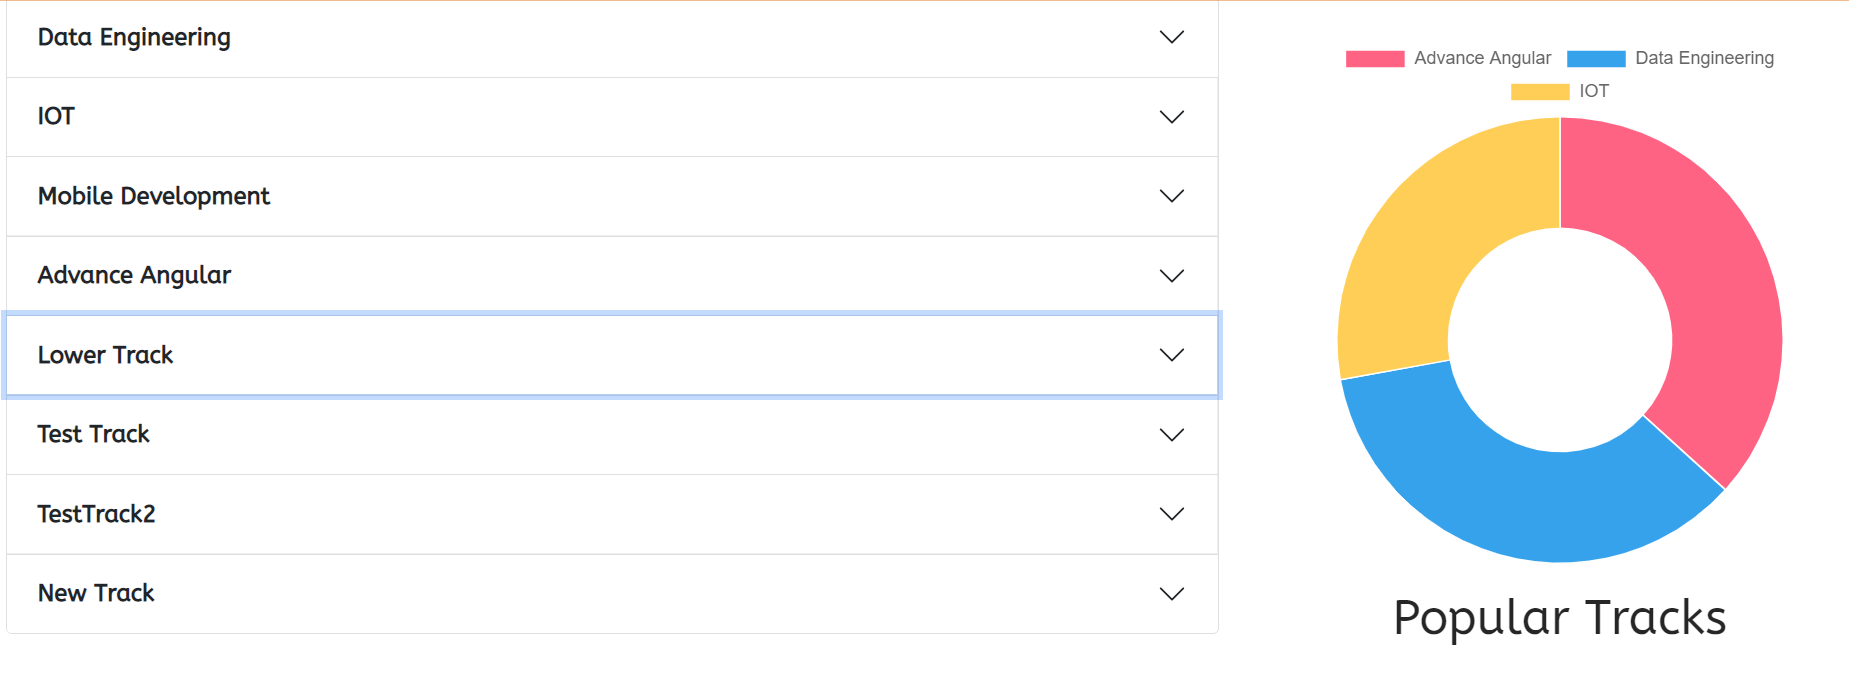 Data Engineering
IOT
Mobile Development
Advance Angular
Lower Track
Test Track
TestTrack2
New Track
Advance Angular Data Engineering
IOT
Popular Tracks